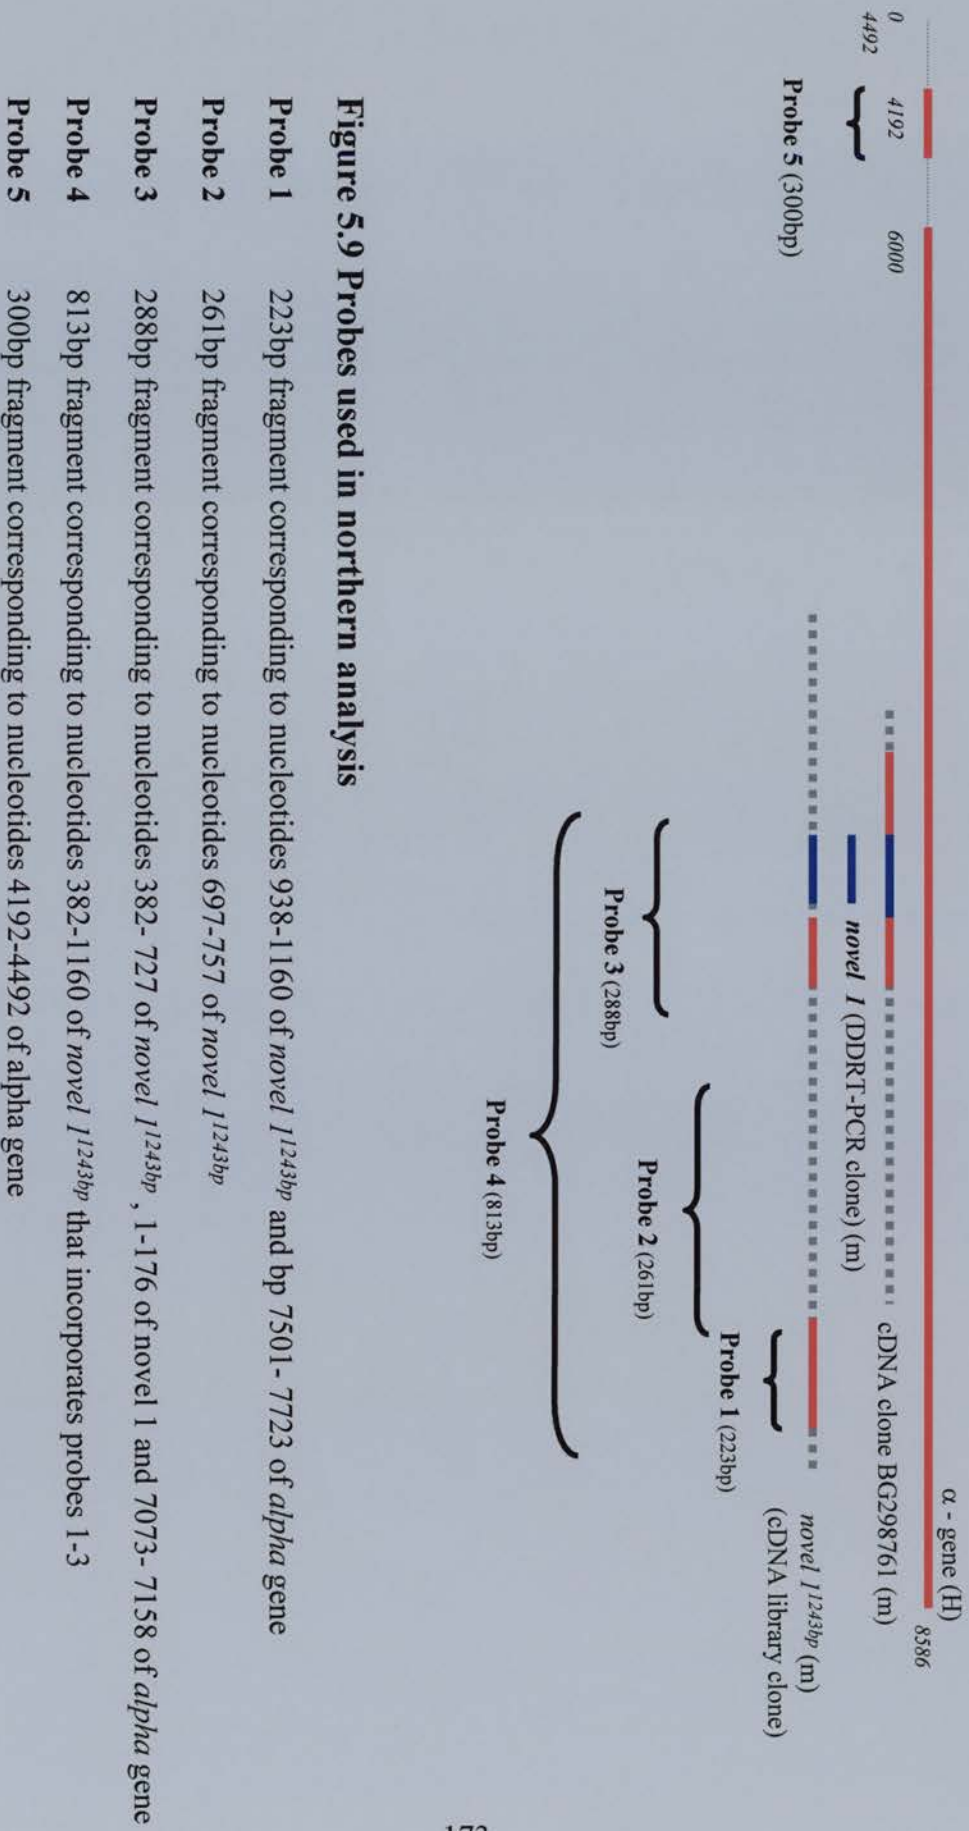 α - gene (H)
0 4192 6000 8586
4492
cDNA clone BG298761 (m)
novel 1 (DDRT-PCR clone) (m)
novel 1 1243bp (m)
(cDNA library clone)
Probe 5 (300bp)
Probe 1 (223bp)
Probe 2 (261bp)
Probe 3 (288bp)
Probe 4 (813bp)
Figure 5.9 Probes used in northern analysis
Probe 1 223bp fragment corresponding to nucleotides 938-1160 of novel 1 1243bp and bp 7501- 7723 of alpha gene
Probe 2 261bp fragment corresponding to nucleotides 697-757 of novel 1 1243bp
Probe 3 288bp fragment corresponding to nucleotides 382- 727 of novel 1 1243bp , 1-176 of novel 1 and 7073- 7158 of alpha gene
Probe 4 813bp fragment corresponding to nucleotides 382-1160 of novel 1 1243bp that incorporates probes 1-3
Probe 5 300bp fragment corresponding to nucleotides 4192-4492 of alpha gene